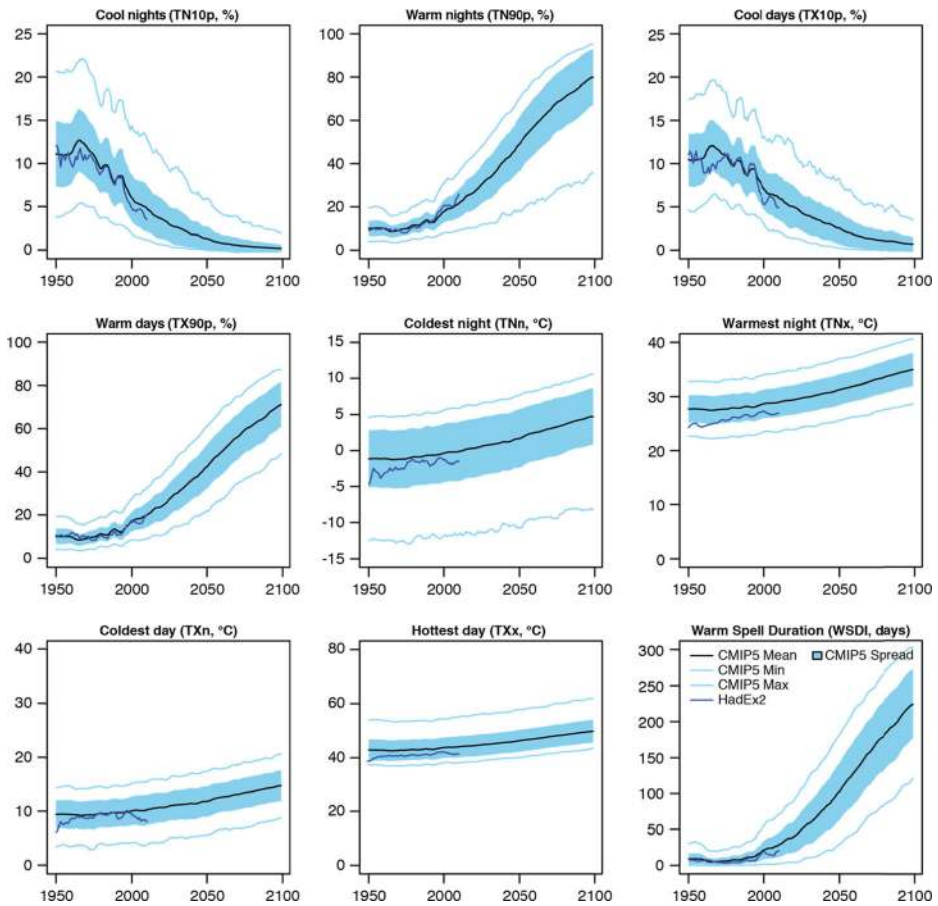 Cool nights (TN10p, %)
25
20
15
10
5
0
1950 2000 2050 2100
Warm nights (TN90p, %)
100
80
60
40
20
0
1950 2000 2050 2100
Cool days (TX10p, %)
25
20
15
10
5
0
1950 2000 2050 2100
Warm days (TX90p, %)
100
80
60
40
20
0
1950 2000 2050 2100
Coldest night (TNn, °C)
15
10
5
0
-5
-10
-15
1950 2000 2050 2100
Warmest night (TNx, °C)
40
30
20
10
0
1950 2000 2050 2100
Coldest day (TXn, °C)
40
30
20
10
0
1950 2000 2050 2100
Hottest day (TXx, °C)
80
60
40
20
0
1950 2000 2050 2100
Warm Spell Duration (WSDI, days)
CMIP5 Mean CMIP5 Spread
CMIP5 Min
CMIP5 Max
HadEx2
300
250
200
150
100
50
0
1950 2000 2050 2100